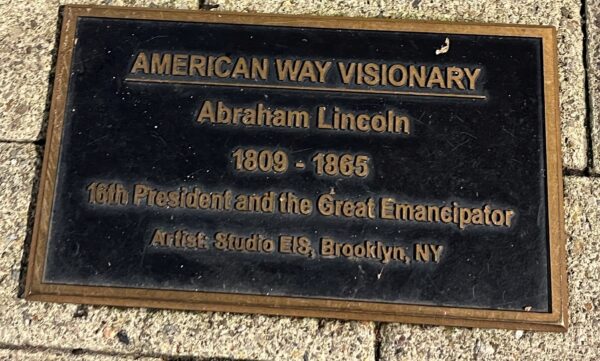 AMERICAN WAY VISIONARY
Abraham Lincoln
1809 - 1865
16th President and the Great Emancipator
Artist: Studio EIS, Brooklyn, NY